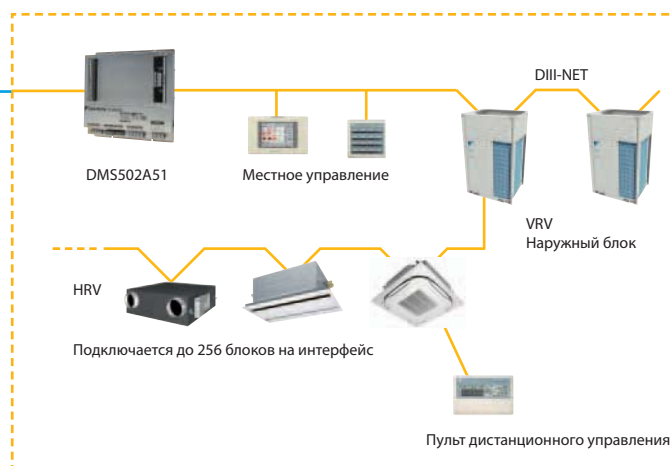 DIII-NET
DMS502A51
Местное управление
VRV
Наружный блок
HRV
Подключается до 256 блоков на интерфейс
Пульт дистанционного управления